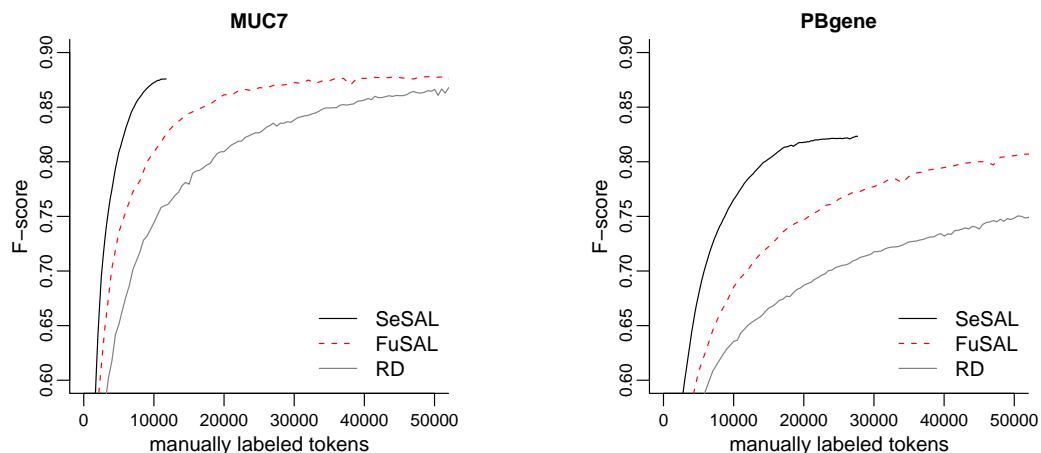 MUC7
F−score
0.90
0.85
0.80
0.75
0.70
0.65
0.60
SeSAL
FuSAL
RD
0 10000 20000 30000 40000 50000
manually labeled tokens
PBgene
F−score
0.90
0.85
0.80
0.75
0.70
0.65
0.60
SeSAL
FuSAL
RD
0 10000 20000 30000 40000 50000
manually labeled tokens